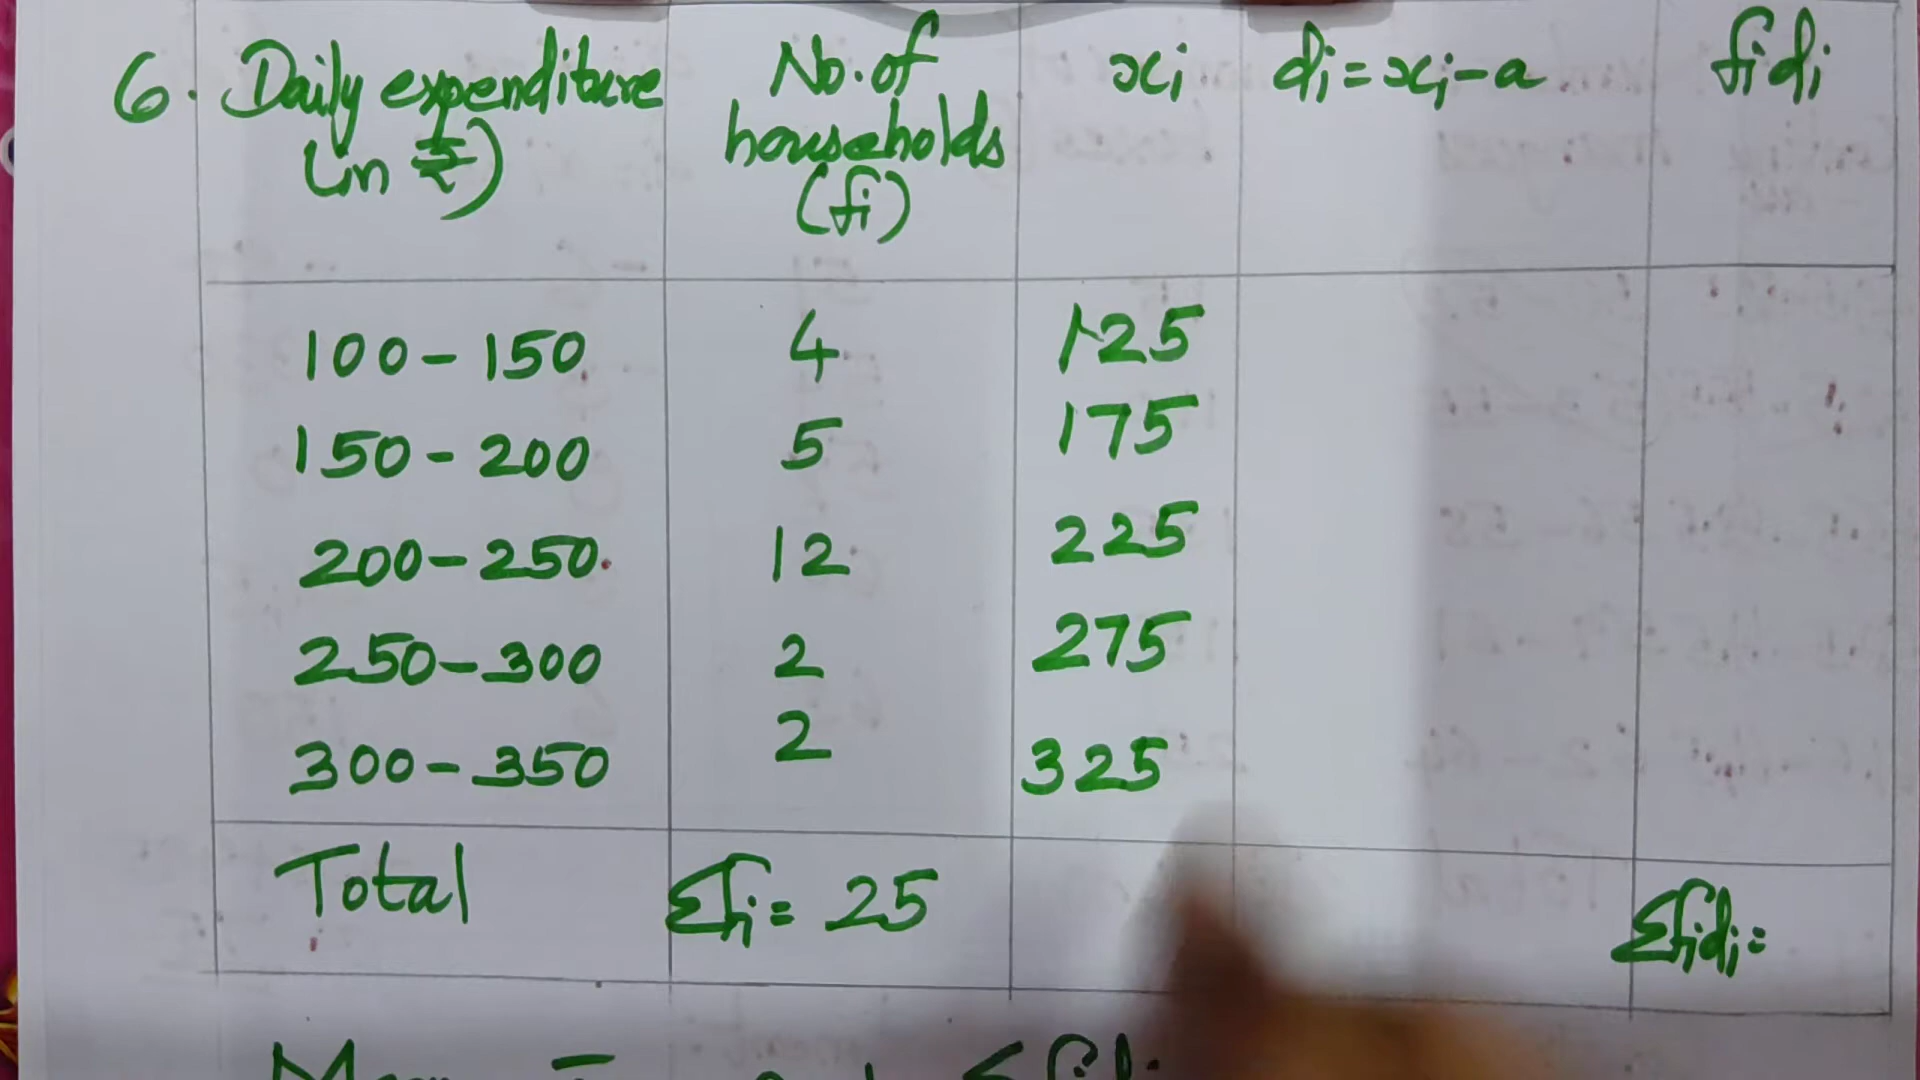 6. Daily expenditure (in ₹) No. of households (fi) xi di = xi - a fidi
100 - 150 4 125
150 - 200 5 175
200 - 250 12 225
250 - 300 2 275
300 - 350 2 325
Total Σfi = 25 Σfidi =